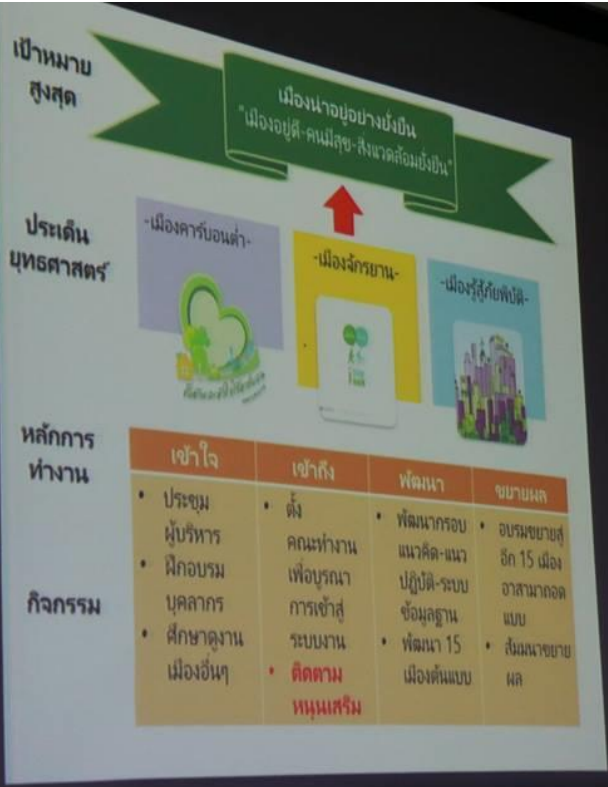 เป้าหมาย
สูงสุด
เมืองน่าอยู่อย่างยั่งยืน
"เมืองอยู่ดี-คนมีสุข-สิ่งแวดล้อมยั่งยืน"
ประเด็น
ยุทธศาสตร์
-เมืองคาร์บอนต่ำ-
-เมืองจักรยาน-
-เมืองรู้สู้ภัยพิบัติ-
หลักการ
ทำงาน
เข้าใจ
เข้าถึง
พัฒนา
ขยายผล
กิจกรรม
• ประชุม
ผู้บริหาร
• ฝึกอบรม
บุคลากร
• ศึกษาดูงาน
เมืองอื่นๆ
• ตั้ง
คณะทำงาน
เพื่อบูรณา
การเข้าสู่
ระบบงาน
• ติดตาม
หนุนเสริม
• พัฒนากรอบ
แนวคิด-แนว
ปฏิบัติ-ระบบ
ข้อมูลฐาน
• พัฒนา 15
เมืองต้นแบบ
• อบรมขยายสู่
อีก 15 เมือง
อาสามาถอด
แบบ
• สัมมนาขยาย
ผล